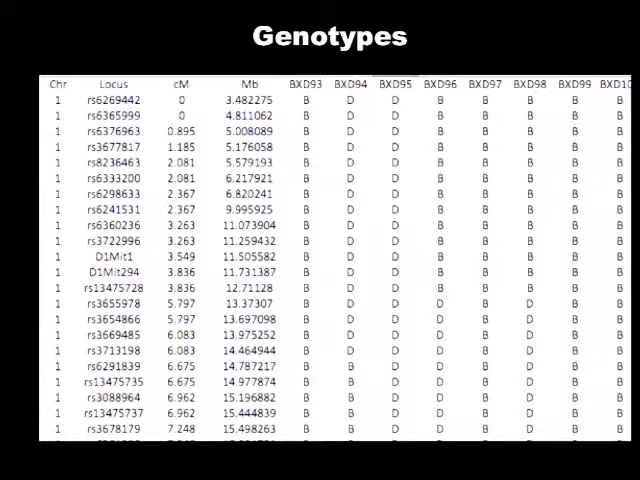 Genotypes
Chr Locus cM Mb BXD93 BXD94 BXD95 BXD96 BXD97 BXD98 BXD99 BXD10
1 rs6269442 0 3.482275 B D D B B B B B
1 rs6365999 0 4.811062 B D D B B B B B
1 rs6376963 0.895 5.008089 B D D B B B B B
1 rs3677817 1.185 5.176058 B D D B B B B B
1 rs8236463 2.081 5.579193 B D D B B B B B
1 rs6333200 2.081 6.217921 B D D B B B B B
1 rs6298633 2.367 6.820241 B D D B B B B B
1 rs6241531 2.367 9.995925 B D D B B B B B
1 rs6360236 3.263 11.073904 B D D B B B B B
1 rs3722996 3.263 11.259432 B D D B B B B B
1 D1Mit1 3.549 11.505582 B D D B B B B B
1 D1Mit294 3.836 11.731387 B D D B B B B B
1 rs13475728 3.836 12.71128 B D D B B B B B
1 rs3655978 5.797 13.37307 B D D D B D B B
1 rs3654866 5.797 13.697098 B D D D B D B B
1 rs3669485 6.083 13.975252 B D D D B D B B
1 rs3713198 6.083 14.464944 B D D D B D B B
1 rs6291839 6.675 14.787217 B B D D B D B B
1 rs13475735 6.675 14.977874 B B D D B D B B
1 rs3088964 6.962 15.196882 B B D D D D B B
1 rs13475737 6.962 15.444839 B B D D D D B B
1 rs3678179 7.248 15.498263 B B D D D D B B